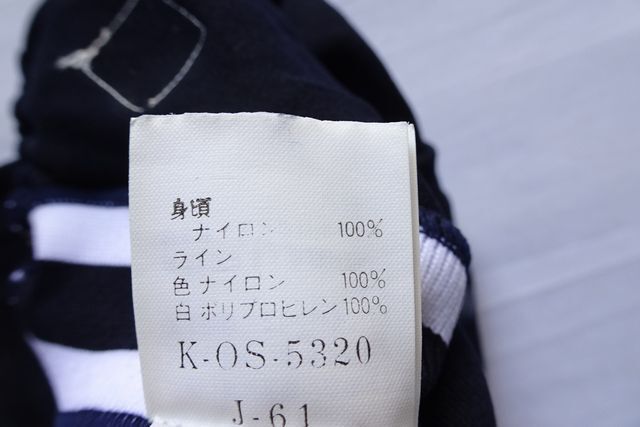 身頃
ナイロン 100%
ライン
色 ナイロン 100%
白 ポリプロピレン 100%
K-OS-5320
J-61